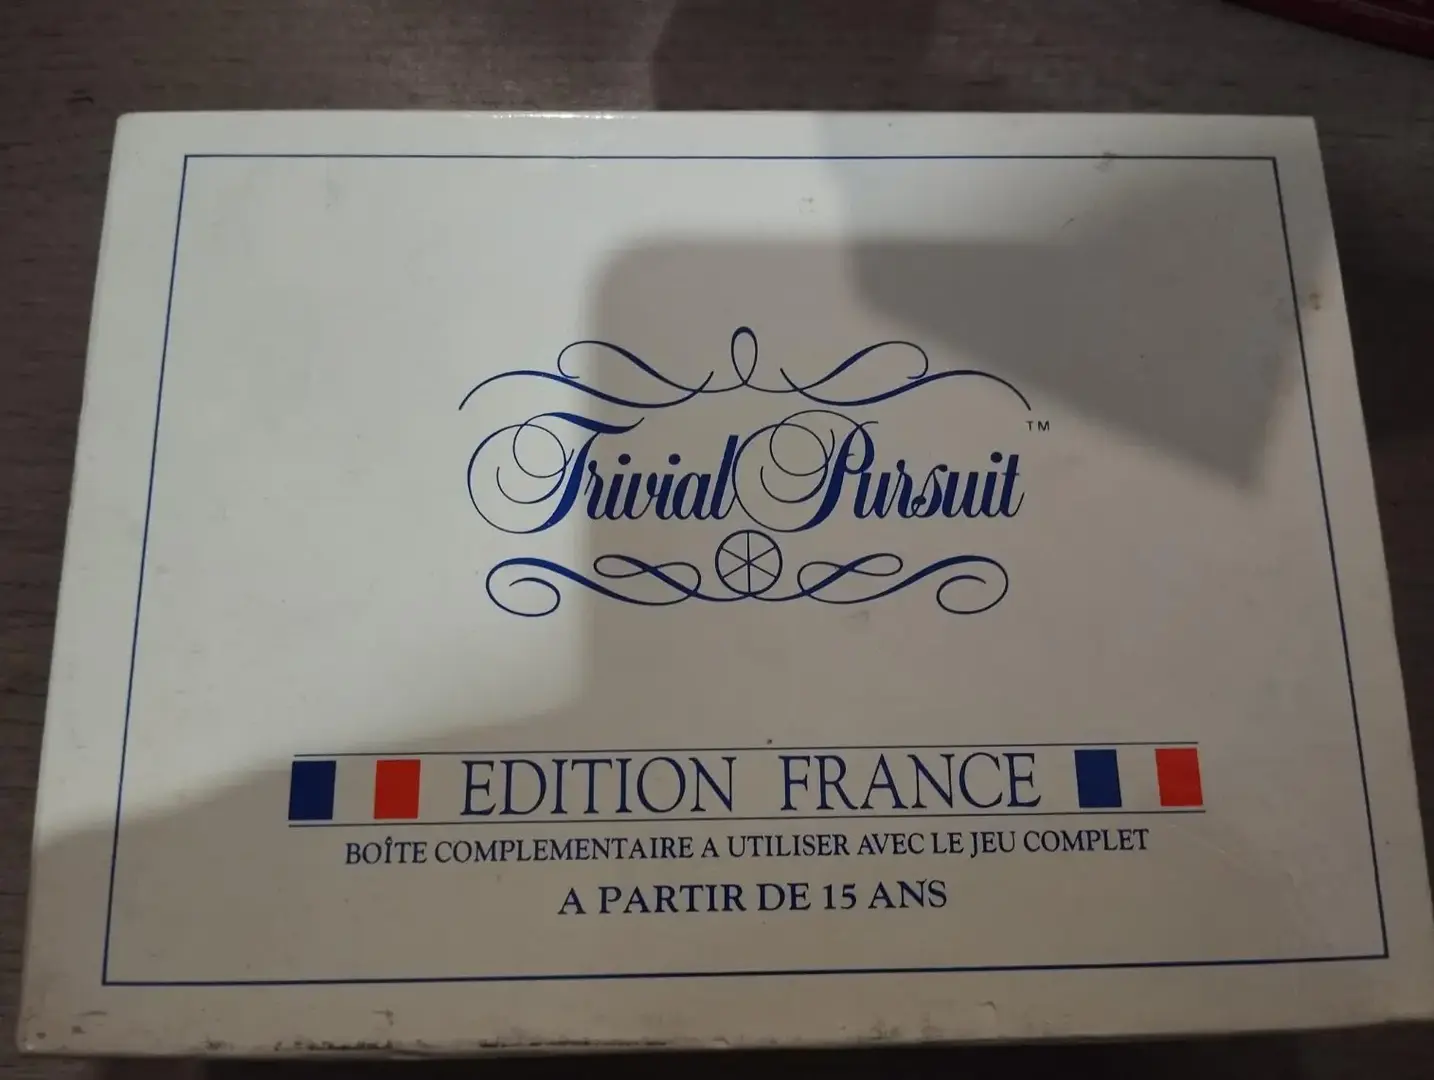 Trivial Pursuit™
EDITION FRANCE
BOÎTE COMPLEMENTAIRE A UTILISER AVEC LE JEU COMPLET
A PARTIR DE 15 ANS